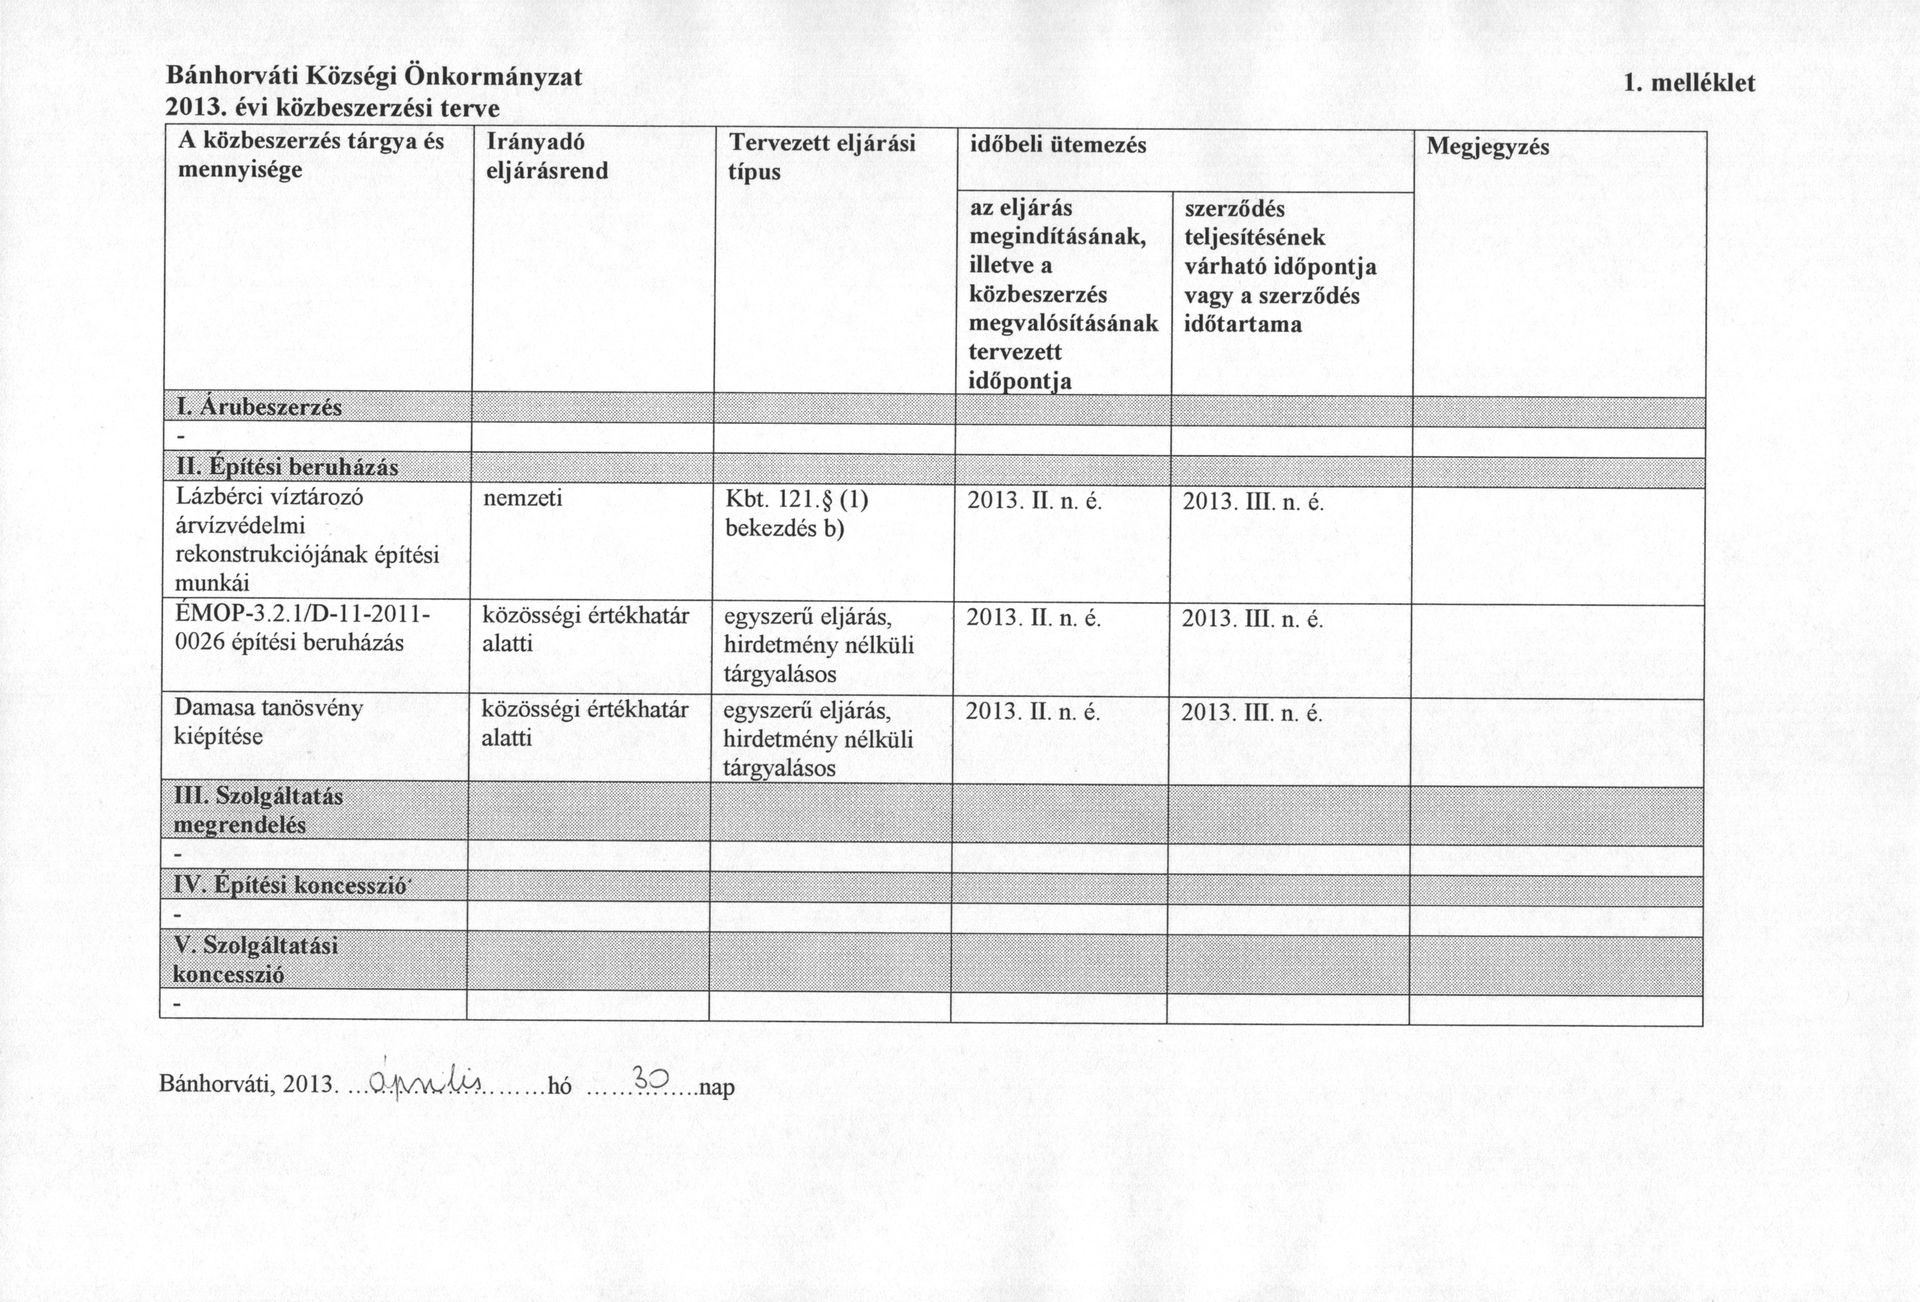 Bánhorváti Községi Önkormányzat
1. melléklet
2013. évi közbeszerzési terve
A közbeszerzés tárgya és
mennyisége
Irányadó
eljárásrend
Tervezett eljárási
típus
időbeli ütemezés
Megjegyzés
az eljárás
megindításának,
illetve a
közbeszerzés
megvalósításának
tervezett
időpontja
szerződés
teljesítésének
várható időpontja
vagy a szerződés
időtartama
I. Árubeszerzés
-
II. Építési beruházás
Lázbérci víztározó
árvízvédelmi
rekonstrukciójának építési
munkái
nemzeti
Kbt. 121.§ (1)
bekezdés b)
2013. II. n. é.
2013. III. n. é.
ÉMOP-3.2.1/D-11-2011-
0026 építési beruházás
közösségi értékhatár
alatti
egyszerű eljárás,
hirdetmény nélküli
tárgyalásos
2013. II. n. é.
2013. III. n. é.
Damasa tanösvény
kiépítése
közösségi értékhatár
alatti
egyszerű eljárás,
hirdetmény nélküli
tárgyalásos
2013. II. n. é.
2013. III. n. é.
III. Szolgáltatás
megrendelés
-
IV. Építési koncesszió
-
V. Szolgáltatási
koncesszió
-
Bánhorváti, 2013. ...április.........hó ......30.....nap